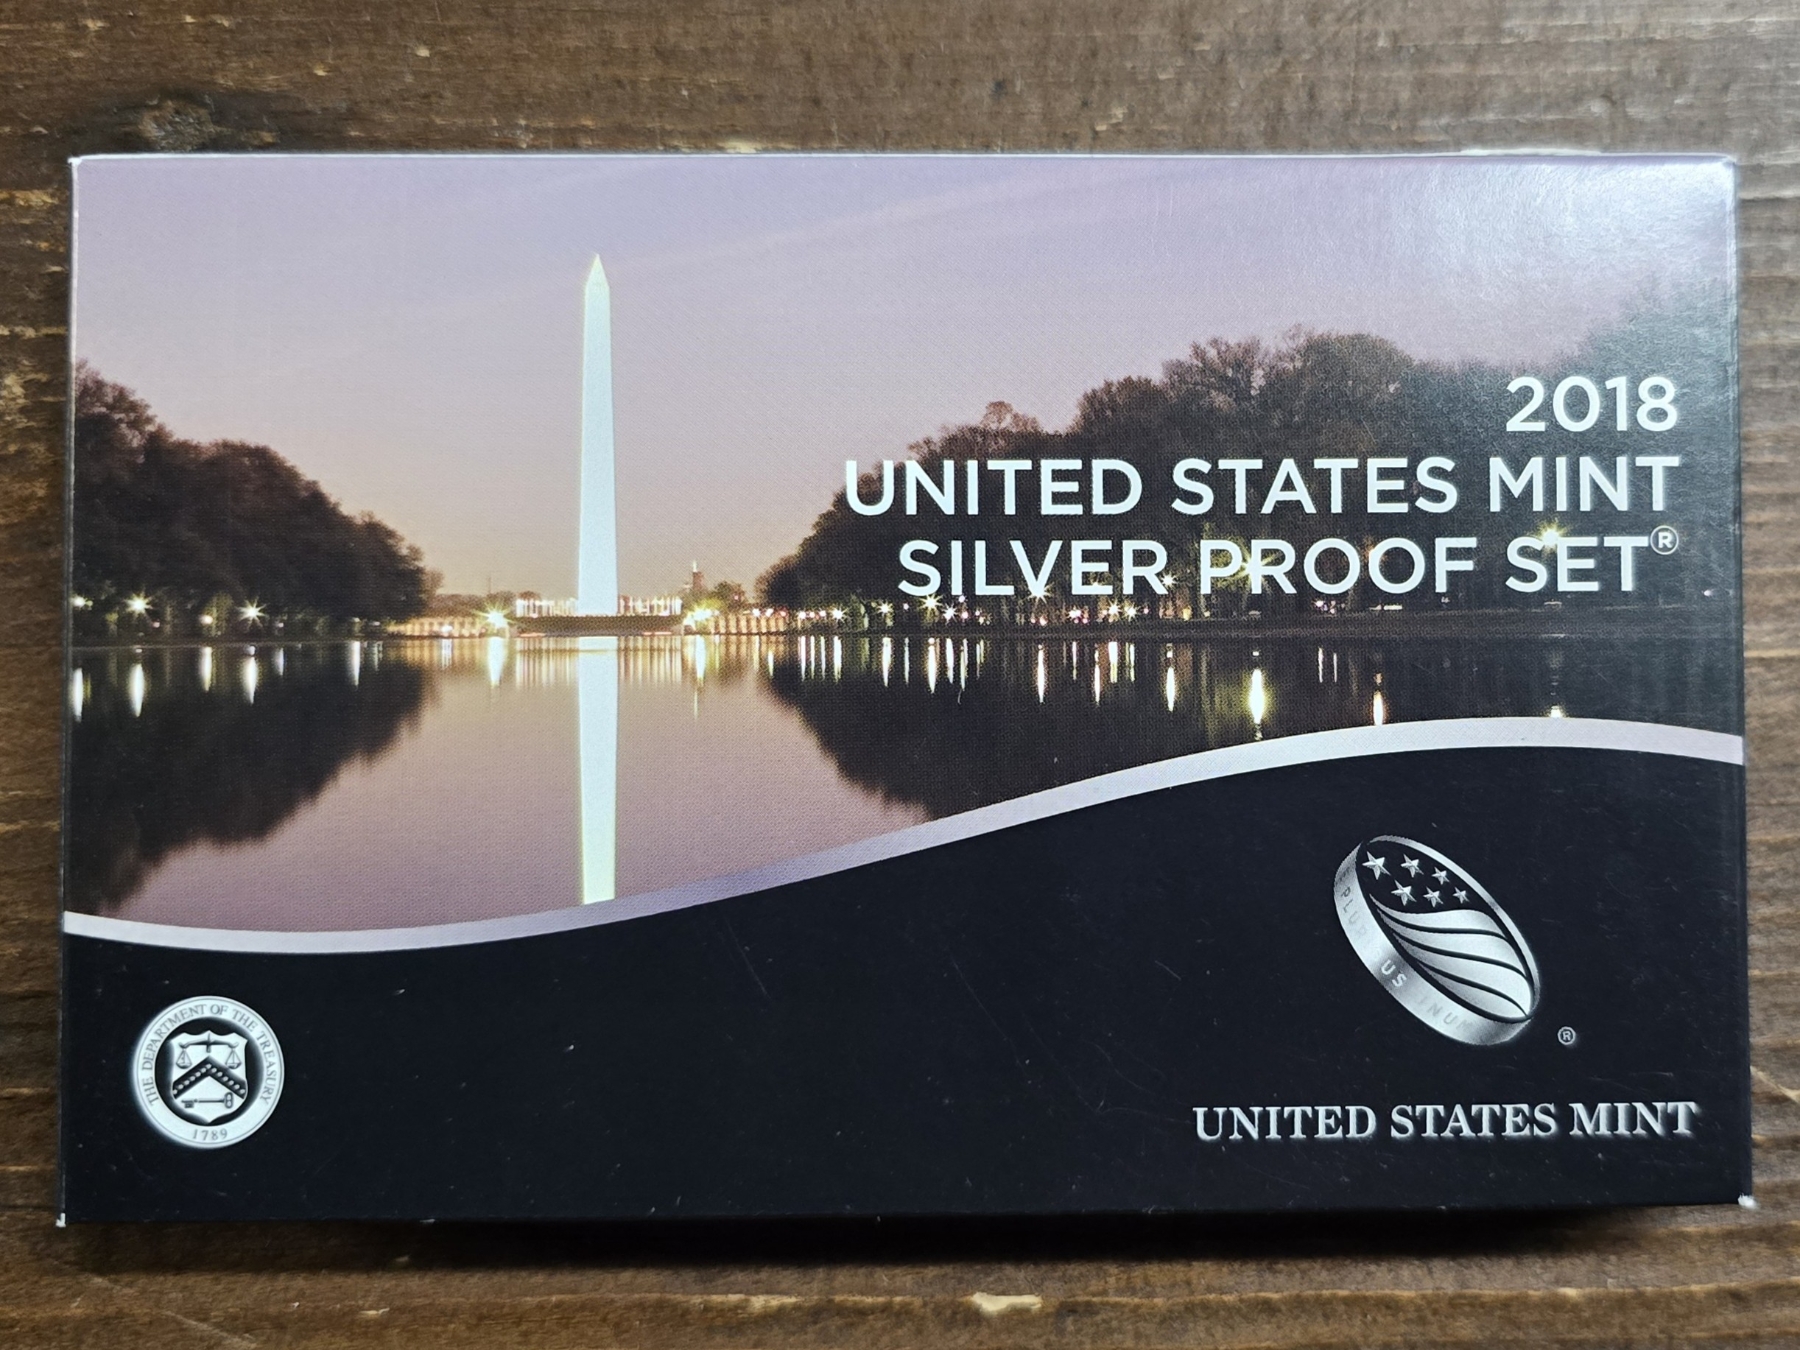 2018
UNITED STATES MINT
SILVER PROOF SET®
THE DEPARTMENT OF THE TREASURY
1789
®
UNITED STATES MINT